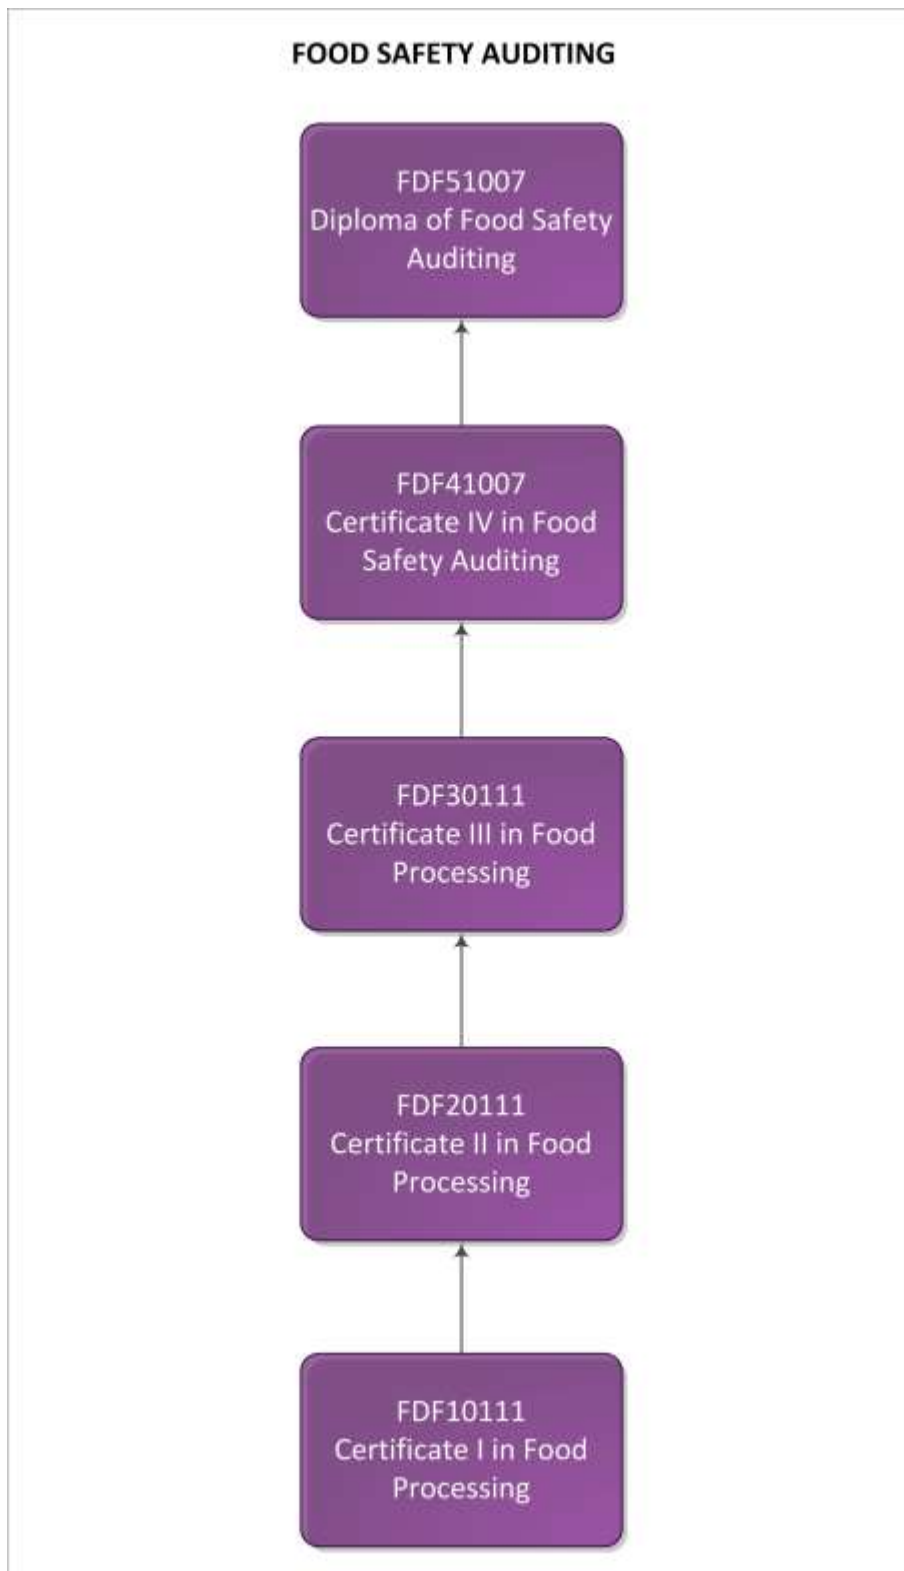 FOOD SAFETY AUDITING
FDF51007
Diploma of Food Safety
Auditing
FDF41007
Certificate IV in Food
Safety Auditing
FDF30111
Certificate III in Food
Processing
FDF20111
Certificate II in Food
Processing
FDF10111
Certificate I in Food
Processing